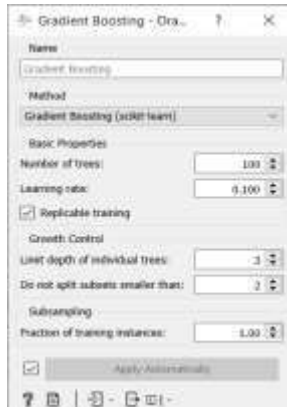 Gradient Boosting - Ora... ? ×
Name
Gradient Boosting
Method
Gradient Boosting (scikit-learn)
Basic Properties
Number of trees: 100
Learning rate: 0.100
Replicable training
Growth Control
Limit depth of individual trees: 3
Do not split subsets smaller than: 2
Subsampling
Fraction of training instances: 1.00
Apply Automatically